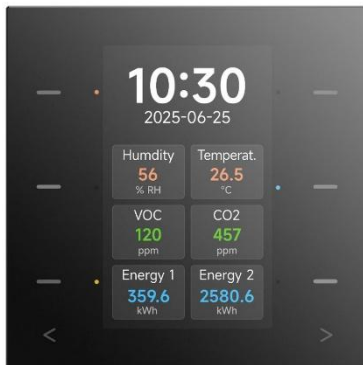 10:30
2025-06-25
Humdity Temperat.
56 26.5
% RH °C
VOC CO2
120 457
ppm ppm
Energy 1 Energy 2
359.6 2580.6
kWh kWh
< >